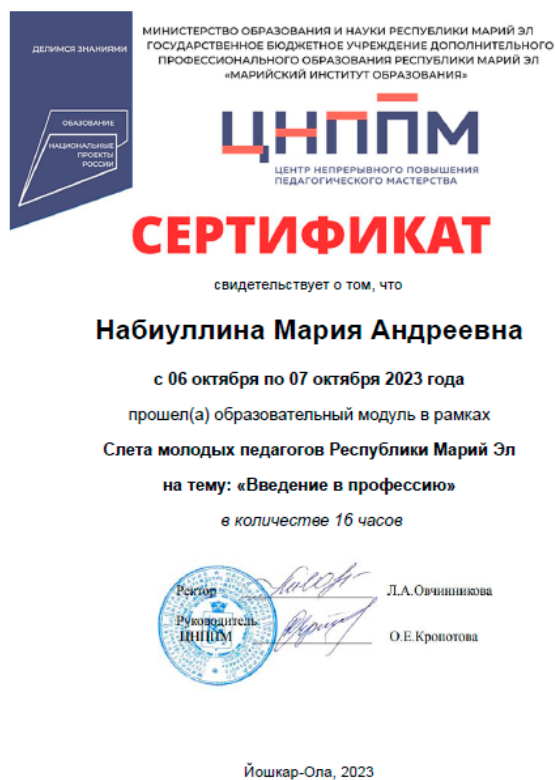 ДЕЛИМСЯ ЗНАНИЯМИ
МИНИСТЕРСТВО ОБРАЗОВАНИЯ И НАУКИ РЕСПУБЛИКИ МАРИЙ ЭЛ
ГОСУДАРСТВЕННОЕ БЮДЖЕТНОЕ УЧРЕЖДЕНИЕ ДОПОЛНИТЕЛЬНОГО
ПРОФЕССИОНАЛЬНОГО ОБРАЗОВАНИЯ РЕСПУБЛИКИ МАРИЙ ЭЛ
«МАРИЙСКИЙ ИНСТИТУТ ОБРАЗОВАНИЯ»
ОБАЗОВАНИЕ
НАЦИОНАЛЬНЫЕ
ПРОЕКТЫ
РОССИИ
ЦНППМ
ЦЕНТР НЕПРЕРЫВНОГО ПОВЫШЕНИЯ
ПЕДАГОГИЧЕСКОГО МАСТЕРСТВА
СЕРТИФИКАТ
свидетельствует о том, что
Набиуллина Мария Андреевна
с 06 октября по 07 октября 2023 года
прошел(а) образовательный модуль в рамках
Слета молодых педагогов Республики Марий Эл
на тему: «Введение в профессию»
в количестве 16 часов
Ректор Л.А.Овчинникова
Руководитель
ЦНППМ О.Е.Кропотова
Йошкар-Ола, 2023